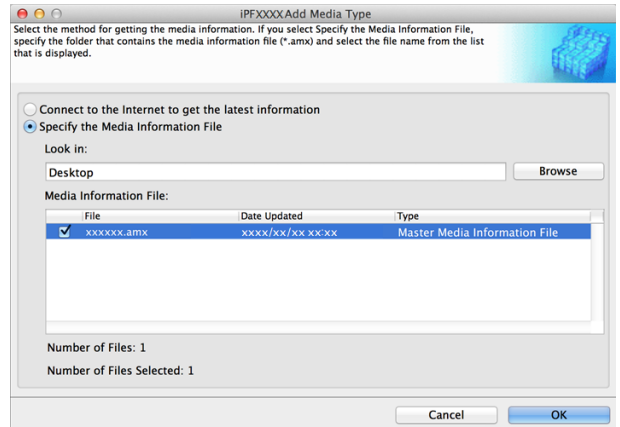 iPFXXXX Add Media Type
Select the method for getting the media information. If you select Specify the Media Information File,
specify the folder that contains the media information file (*.amx) and select the file name from the list
that is displayed.
Connect to the Internet to get the latest information
Specify the Media Information File
Look in:
Desktop Browse
Media Information File:
File Date Updated Type
xxxxxx.amx xxxx/xx/xx xx:xx Master Media Information File
Number of Files: 1
Number of Files Selected: 1
Cancel OK